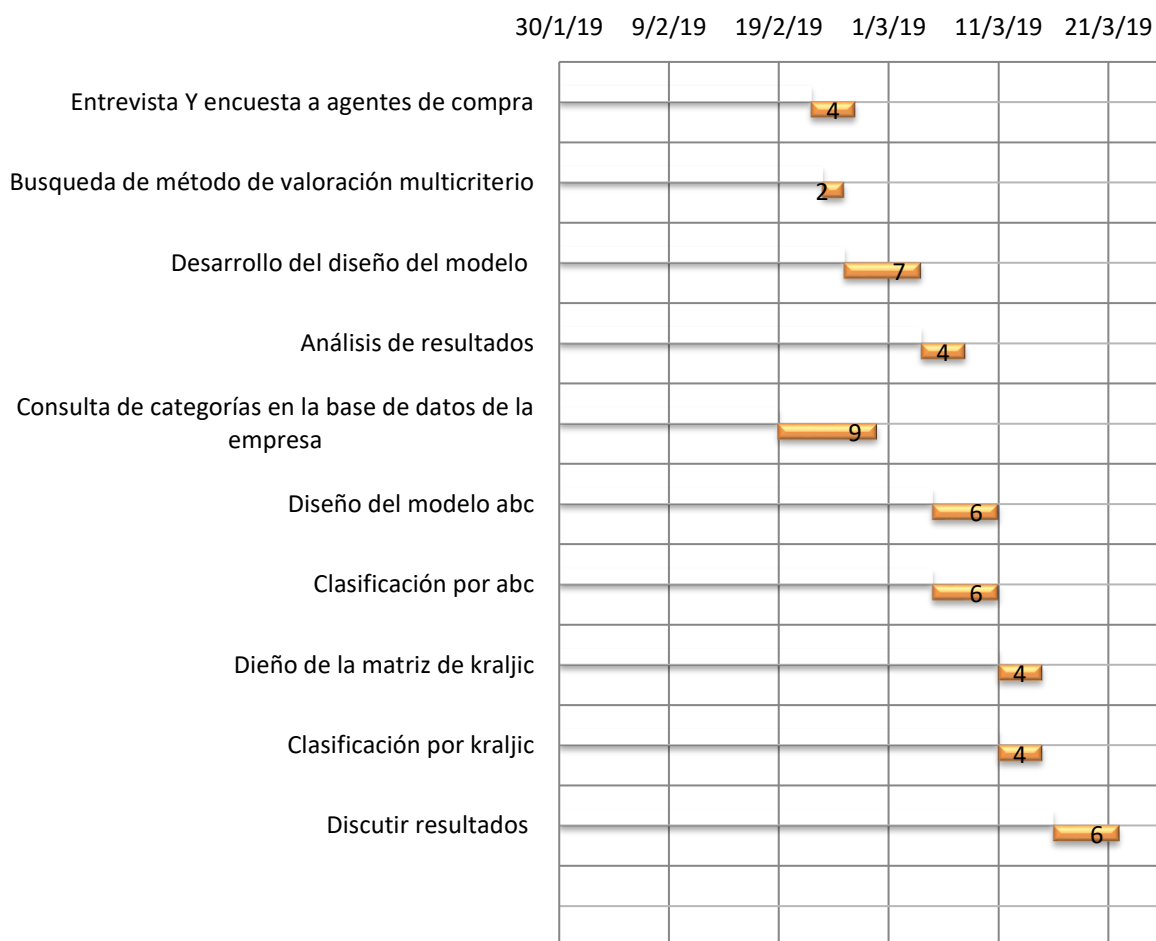 30/1/19 9/2/19 19/2/19 1/3/19 11/3/19 21/3/19
Entrevista Y encuesta a agentes de compra
4
Busqueda de método de valoración multicriterio
2
Desarrollo del diseño del modelo
7
Análisis de resultados
4
Consulta de categorías en la base de datos de la
empresa
9
Diseño del modelo abc
6
Clasificación por abc
6
Dieño de la matriz de kraljic
4
Clasificación por kraljic
4
Discutir resultados
6